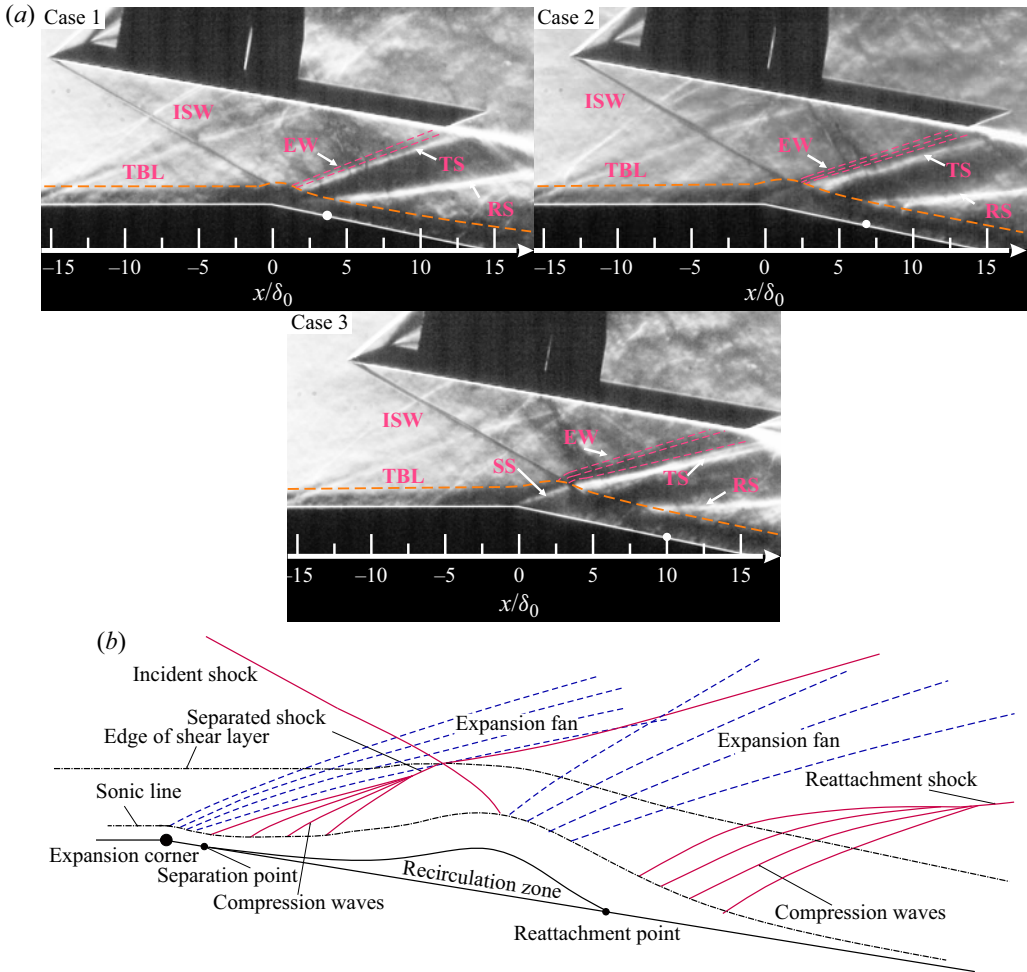 (a)
Case 1
ISW
EW
TBL
TS
RS
–15 –10 –5 0 5 10 15
x/δ0
Case 2
ISW
EW
TBL
TS
RS
–15 –10 –5 0 5 10 15
x/δ0
Case 3
ISW
EW
SS
TBL
TS
RS
–15 –10 –5 0 5 10 15
x/δ0
(b)
Incident shock
Separated shock
Edge of shear layer
Expansion fan
Expansion fan
Reattachment shock
Sonic line
Expansion corner
Separation point
Recirculation zone
Compression waves
Compression waves
Reattachment point